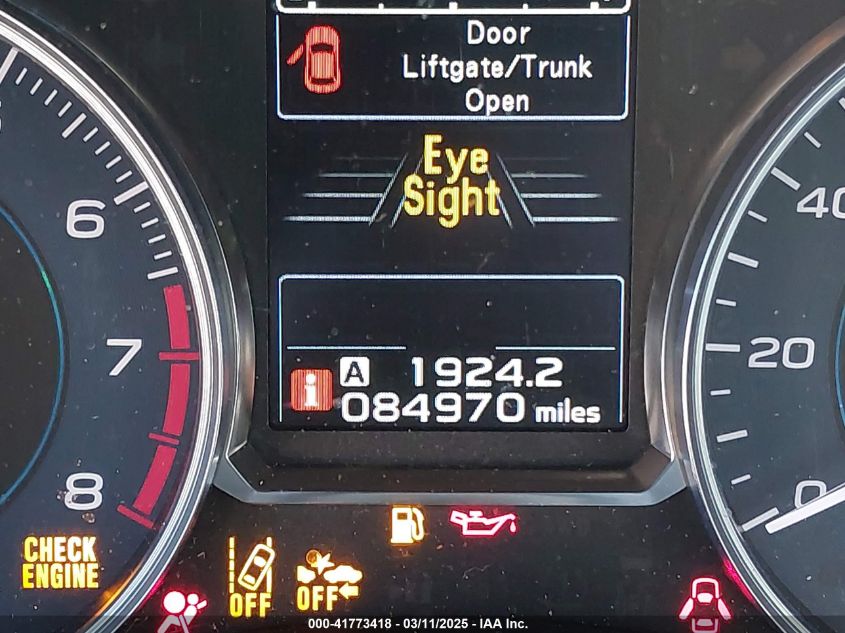 Door
Liftgate/Trunk
Open
Eye
Sight
6
40
7
20
i A 1924.2
084970 miles
8
0
CHECK
ENGINE
OFF
OFF
000-41773418 - 03/11/2025 - IAA Inc.